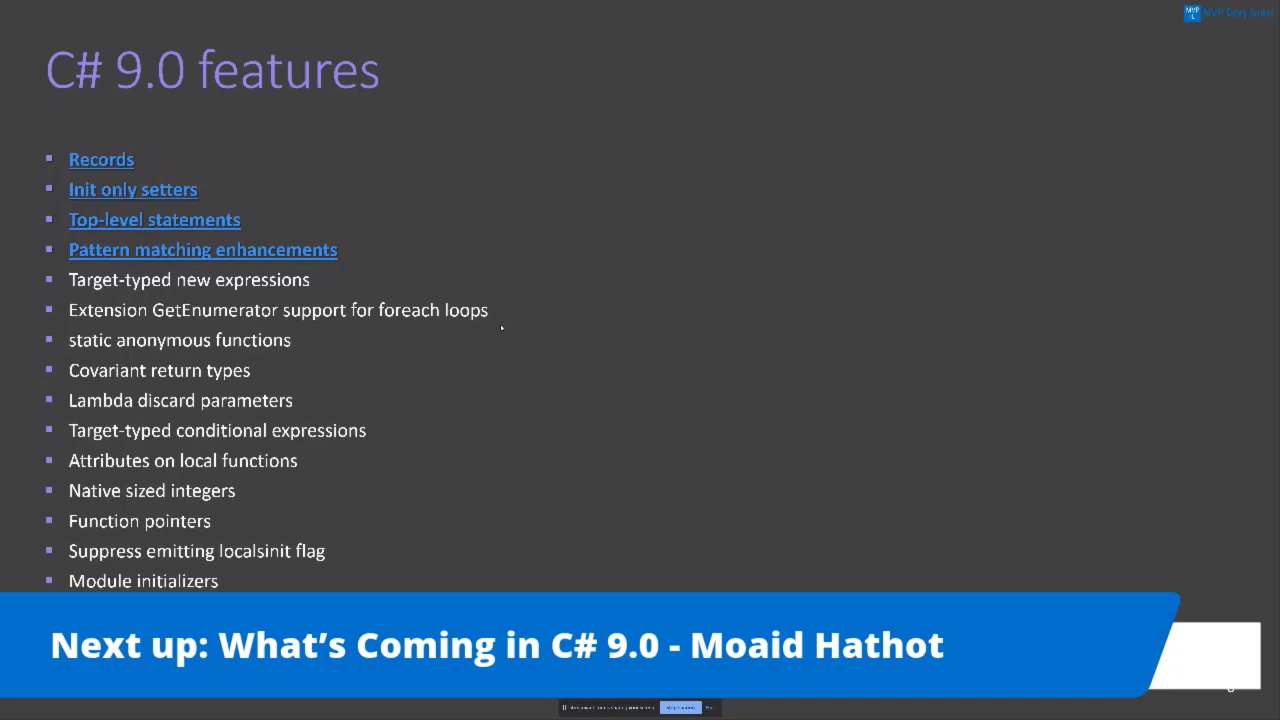 MVP Days Israel
C# 9.0 features
Records
Init only setters
Top-level statements
Pattern matching enhancements
Target-typed new expressions
Extension GetEnumerator support for foreach loops
static anonymous functions
Covariant return types
Lambda discard parameters
Target-typed conditional expressions
Attributes on local functions
Native sized integers
Function pointers
Suppress emitting localsinit flag
Module initializers
Next up: What’s Coming in C# 9.0 - Moaid Hathot